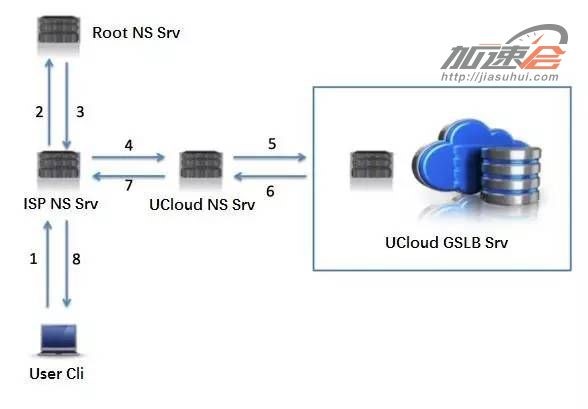 Root NS Srv
加速会
http://jiasuhui.com
2
3
4
5
7
6
ISP NS Srv
UCloud NS Srv
UCloud GSLB Srv
1
8
User Cli